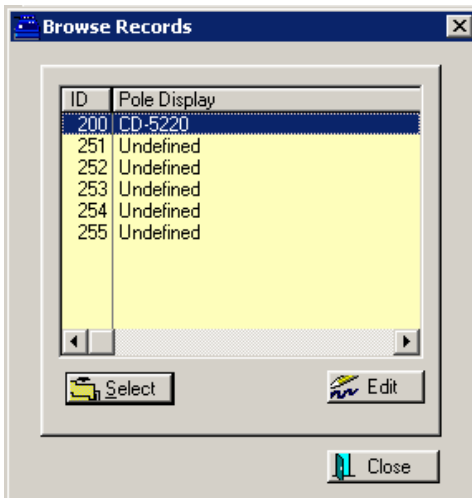 Browse Records
ID Pole Display
200 CD-5220
251 Undefined
252 Undefined
253 Undefined
254 Undefined
255 Undefined
Select Edit
Close